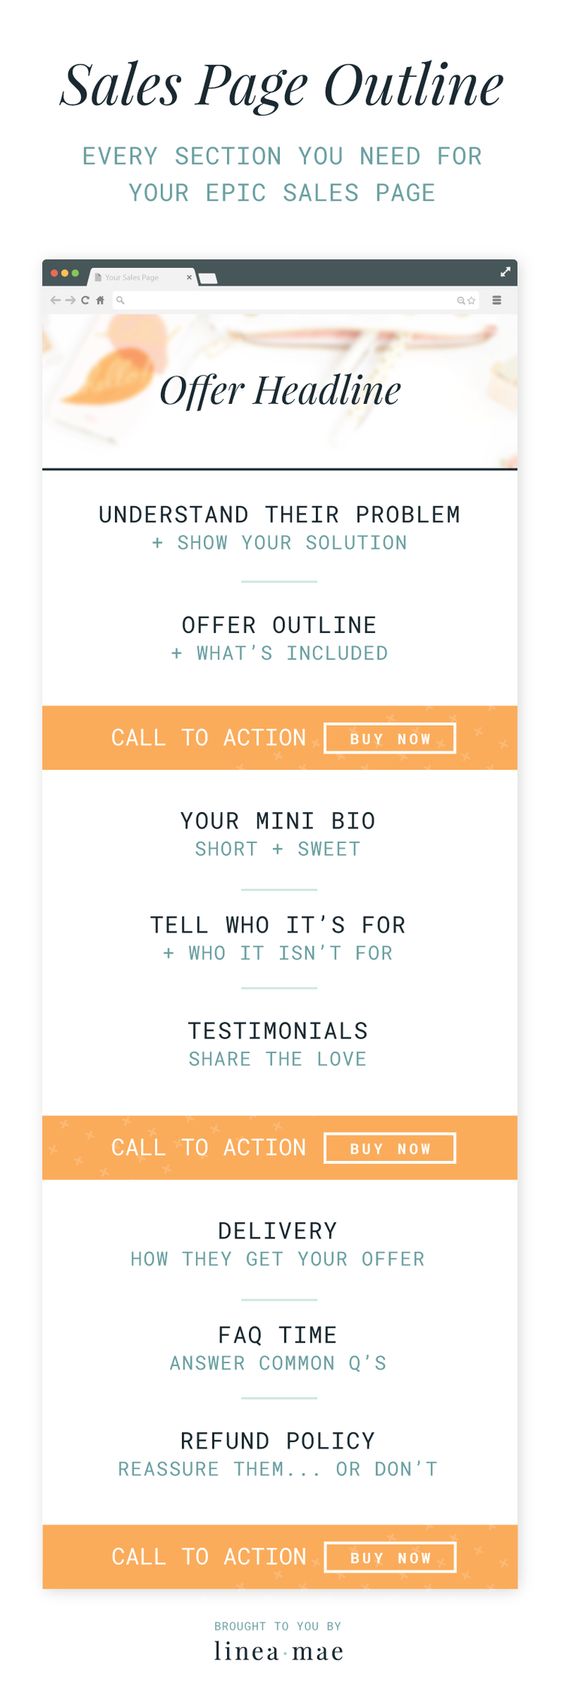 Sales Page Outline
EVERY SECTION YOU NEED FOR
YOUR EPIC SALES PAGE
Your Sales Page
Offer Headline
UNDERSTAND THEIR PROBLEM
+ SHOW YOUR SOLUTION
OFFER OUTLINE
+ WHAT'S INCLUDED
CALL TO ACTION BUY NOW
YOUR MINI BIO
SHORT + SWEET
TELL WHO IT'S FOR
+ WHO IT ISN'T FOR
TESTIMONIALS
SHARE THE LOVE
CALL TO ACTION BUY NOW
DELIVERY
HOW THEY GET YOUR OFFER
FAQ TIME
ANSWER COMMON Q'S
REFUND POLICY
REASSURE THEM... OR DON'T
CALL TO ACTION BUY NOW
BROUGHT TO YOU BY
linea·mae